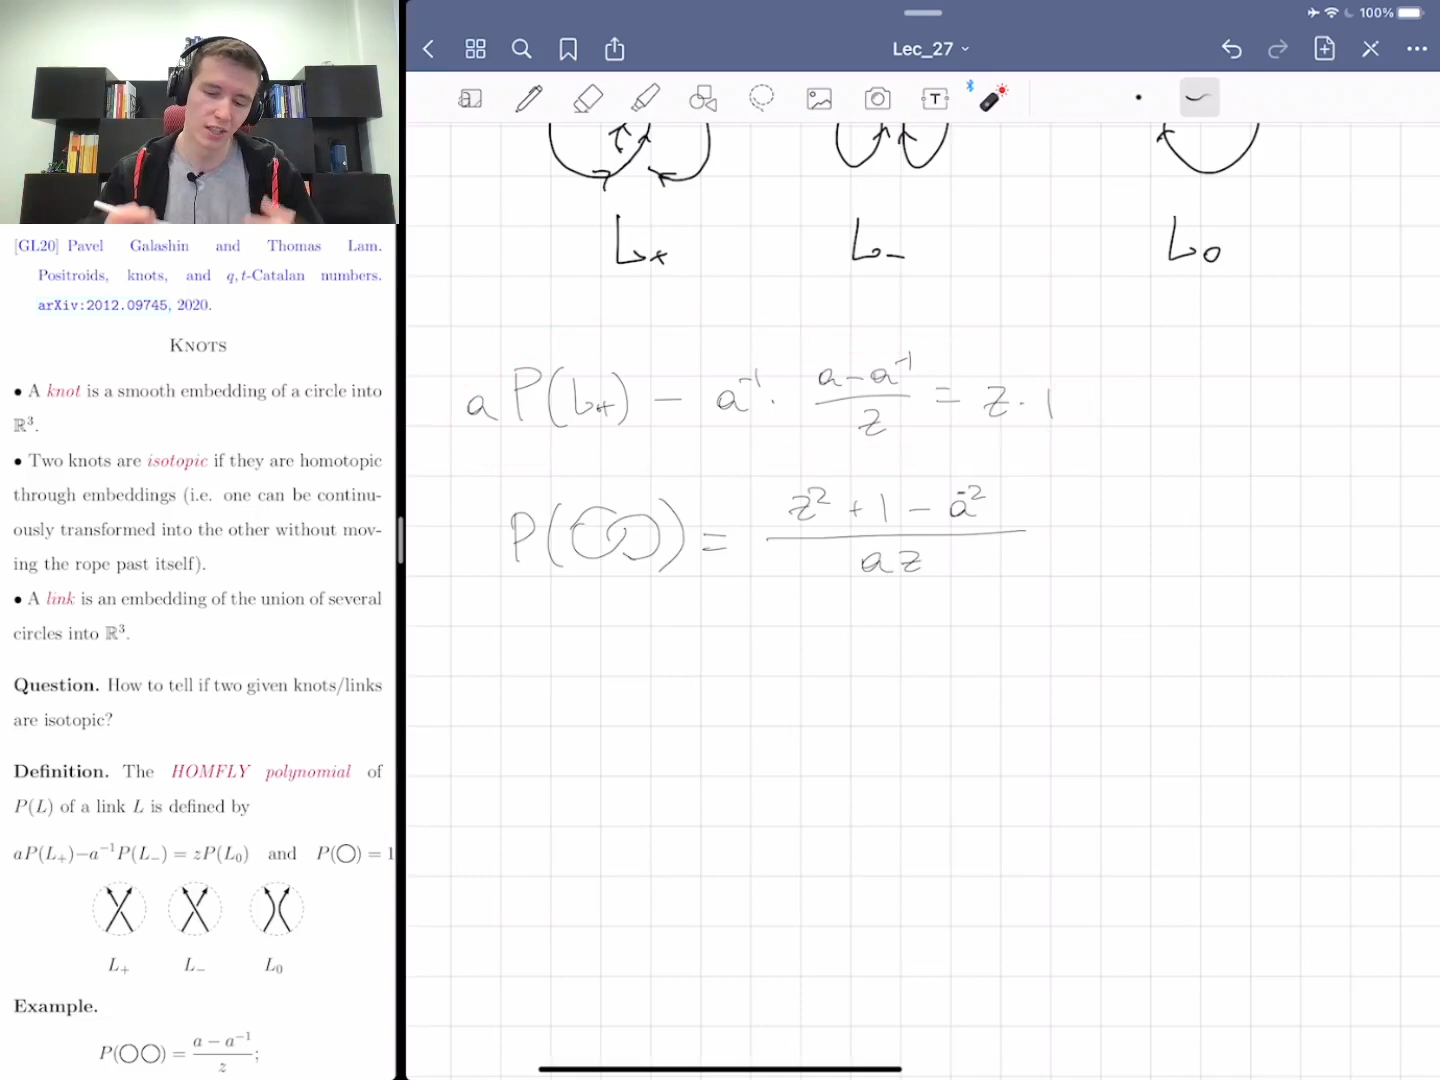 100%
Lec_27
[GL20] Pavel Galashin and Thomas Lam.
Positroids, knots, and q,t-Catalan numbers.
arXiv:2012.09745, 2020.
KNOTS
• A knot is a smooth embedding of a circle into
ℝ³.
• Two knots are isotopic if they are homotopic
through embeddings (i.e. one can be continu-
ously transformed into the other without mov-
ing the rope past itself).
• A link is an embedding of the union of several
circles into ℝ³.
Question. How to tell if two given knots/links
are isotopic?
Definition. The HOMFLY polynomial of
P(L) of a link L is defined by
aP(L₊)−a⁻¹P(L₋) = zP(L₀) and P(◯) = 1
L₊ L₋ L₀
Example.
P(◯◯) = (a − a⁻¹)/z;
L₊ L₋ L₀
a P(L₊) − a⁻¹ · (a − a⁻¹)/z = z · 1
P(◯◯) = (z² + 1 − a⁻²)/(a z)